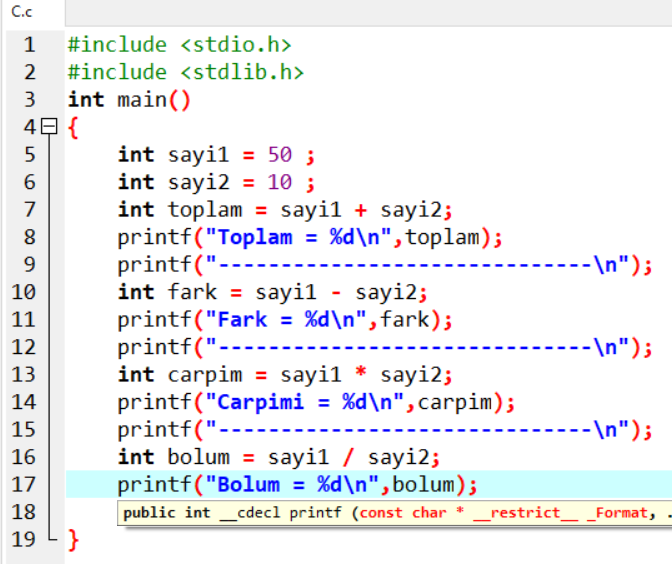 C.c
1 #include <stdio.h>
2 #include <stdlib.h>
3 int main()
4 {
5 int sayi1 = 50 ;
6 int sayi2 = 10 ;
7 int toplam = sayi1 + sayi2;
8 printf("Toplam = %d\n",toplam);
9 printf("------------------------------\n");
10 int fark = sayi1 - sayi2;
11 printf("Fark = %d\n",fark);
12 printf("------------------------------\n");
13 int carpim = sayi1 * sayi2;
14 printf("Carpimi = %d\n",carpim);
15 printf("------------------------------\n");
16 int bolum = sayi1 / sayi2;
17 printf("Bolum = %d\n",bolum);
18 public int __cdecl printf (const char * __restrict__ _Format, .
19 }